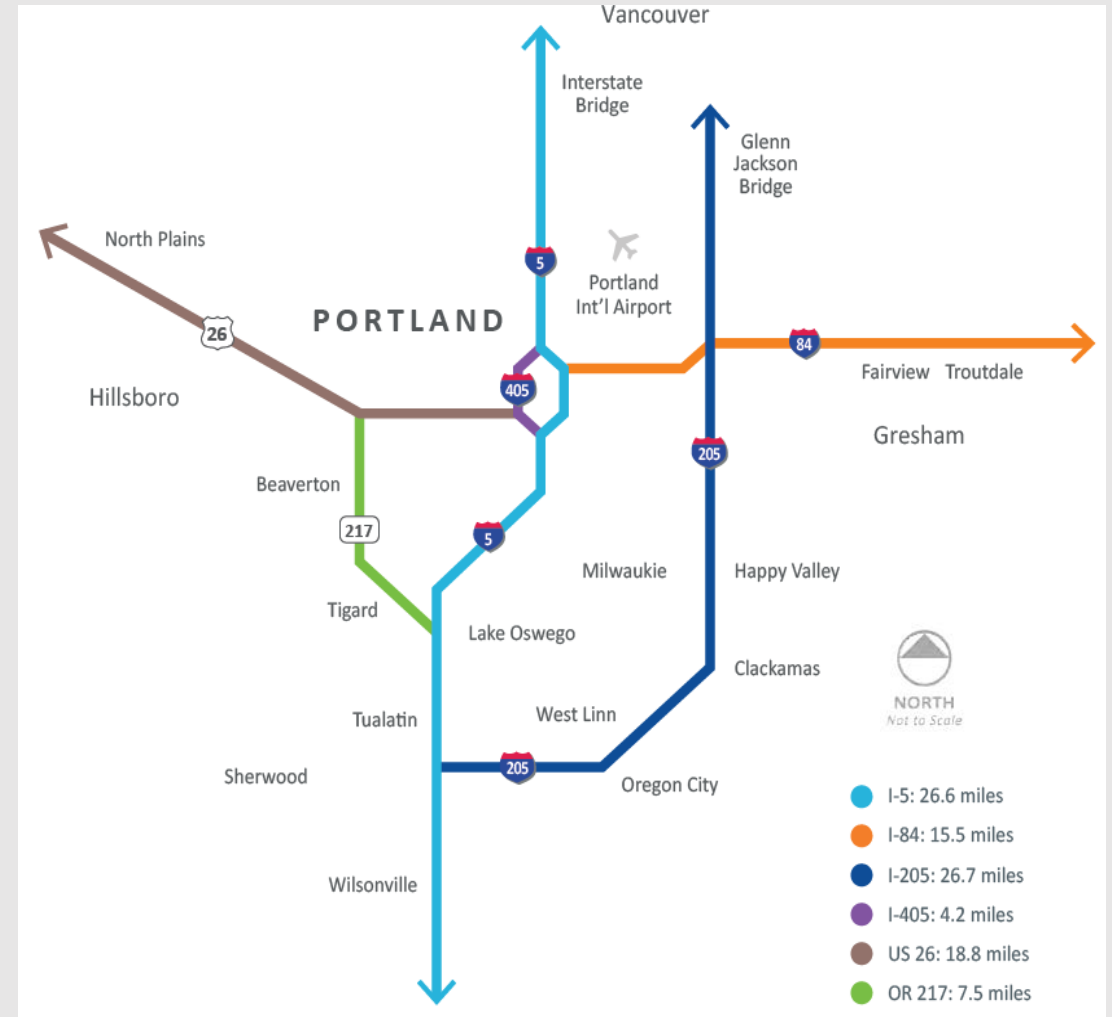 Vancouver
Interstate
Bridge
Glenn
Jackson
Bridge
North Plains
5
Portland
Int'l Airport
PORTLAND
26
84
405
Fairview Troutdale
Hillsboro
Gresham
205
Beaverton
217
5
Milwaukie
Happy Valley
Tigard
Lake Oswego
Clackamas
NORTH
Not to Scale
West Linn
Tualatin
205
Sherwood
Oregon City
Wilsonville
I-5: 26.6 miles
I-84: 15.5 miles
I-205: 26.7 miles
I-405: 4.2 miles
US 26: 18.8 miles
OR 217: 7.5 miles